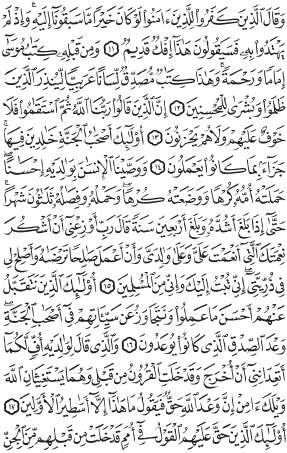 وَقَالَ ٱلَّذِينَ كَفَرُوا۟ لِلَّذِينَ ءَامَنُوا۟ لَوْ كَانَ خَيْرًا مَّا سَبَقُونَآ إِلَيْهِ ۚ وَإِذْ لَمْ
يَهْتَدُوا۟ بِهِۦ فَسَيَقُولُونَ هَـٰذَآ إِفْكٌ قَدِيمٌ ١١ وَمِن قَبْلِهِۦ كِتَـٰبُ مُوسَىٰٓ
إِمَامًا وَرَحْمَةً ۚ وَهَـٰذَا كِتَـٰبٌ مُّصَدِّقٌ لِّسَانًا عَرَبِيًّا لِّيُنذِرَ ٱلَّذِينَ
ظَلَمُوا۟ وَبُشْرَىٰ لِلْمُحْسِنِينَ ١٢ إِنَّ ٱلَّذِينَ قَالُوا۟ رَبُّنَا ٱللَّهُ ثُمَّ ٱسْتَقَـٰمُوا۟ فَلَا
خَوْفٌ عَلَيْهِمْ وَلَا هُمْ يَحْزَنُونَ ١٣ أُو۟لَـٰٓئِكَ أَصْحَـٰبُ ٱلْجَنَّةِ خَـٰلِدِينَ فِيهَا
جَزَآءًۢ بِمَا كَانُوا۟ يَعْمَلُونَ ١٤ وَوَصَّيْنَا ٱلْإِنسَـٰنَ بِوَٰلِدَيْهِ إِحْسَـٰنًا ۖ
حَمَلَتْهُ أُمُّهُۥ كُرْهًا وَوَضَعَتْهُ كُرْهًا ۖ وَحَمْلُهُۥ وَفِصَـٰلُهُۥ ثَلَـٰثُونَ شَهْرًا ۚ
حَتَّىٰٓ إِذَا بَلَغَ أَشُدَّهُۥ وَبَلَغَ أَرْبَعِينَ سَنَةً قَالَ رَبِّ أَوْزِعْنِىٓ أَنْ أَشْكُرَ
نِعْمَتَكَ ٱلَّتِىٓ أَنْعَمْتَ عَلَىَّ وَعَلَىٰ وَٰلِدَىَّ وَأَنْ أَعْمَلَ صَـٰلِحًا تَرْضَىٰهُ وَأَصْلِحْ لِى
فِى ذُرِّيَّتِىٓ ۖ إِنِّى تُبْتُ إِلَيْكَ وَإِنِّى مِنَ ٱلْمُسْلِمِينَ ١٥ أُو۟لَـٰٓئِكَ ٱلَّذِينَ نَتَقَبَّلُ
عَنْهُمْ أَحْسَنَ مَا عَمِلُوا۟ وَنَتَجَاوَزُ عَن سَيِّـَٔاتِهِمْ فِىٓ أَصْحَـٰبِ ٱلْجَنَّةِ ۖ
وَعْدَ ٱلصِّدْقِ ٱلَّذِى كَانُوا۟ يُوعَدُونَ ١٦ وَٱلَّذِى قَالَ لِوَٰلِدَيْهِ أُفٍّ لَّكُمَآ
أَتَعِدَانِنِىٓ أَنْ أُخْرَجَ وَقَدْ خَلَتِ ٱلْقُرُونُ مِن قَبْلِى وَهُمَا يَسْتَغِيثَانِ ٱللَّهَ
وَيْلَكَ ءَامِنْ إِنَّ وَعْدَ ٱللَّهِ حَقٌّ فَيَقُولُ مَا هَـٰذَآ إِلَّآ أَسَـٰطِيرُ ٱلْأَوَّلِينَ ١٧
أُو۟لَـٰٓئِكَ ٱلَّذِينَ حَقَّ عَلَيْهِمُ ٱلْقَوْلُ فِىٓ أُمَمٍ قَدْ خَلَتْ مِن قَبْلِهِم مِّنَ ٱلْجِنِّ